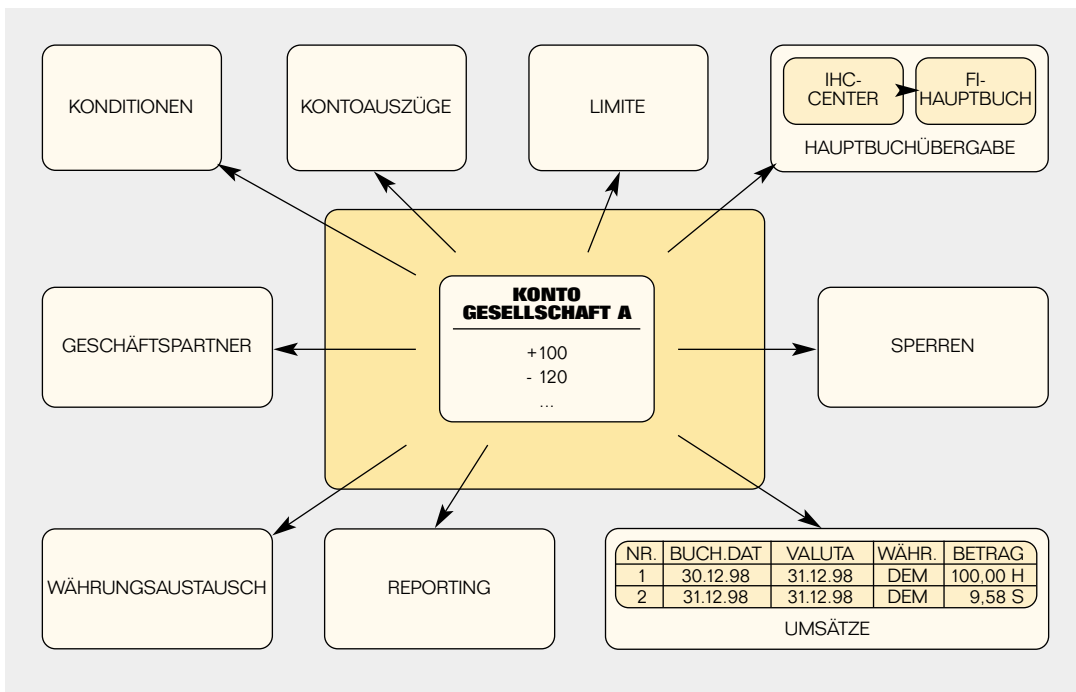 KONDITIONEN
KONTOAUSZÜGE
LIMITE
IHC-
CENTER
FI-
HAUPTBUCH
HAUPTBUCHÜBERGABE
KONTO
GESELLSCHAFT A
+100
- 120
...
GESCHÄFTSPARTNER
SPERREN
WÄHRUNGSAUSTAUSCH
REPORTING
NR. BUCH.DAT VALUTA WÄHR. BETRAG
1 30.12.98 31.12.98 DEM 100,00 H
2 31.12.98 31.12.98 DEM 9,58 S
UMSÄTZE